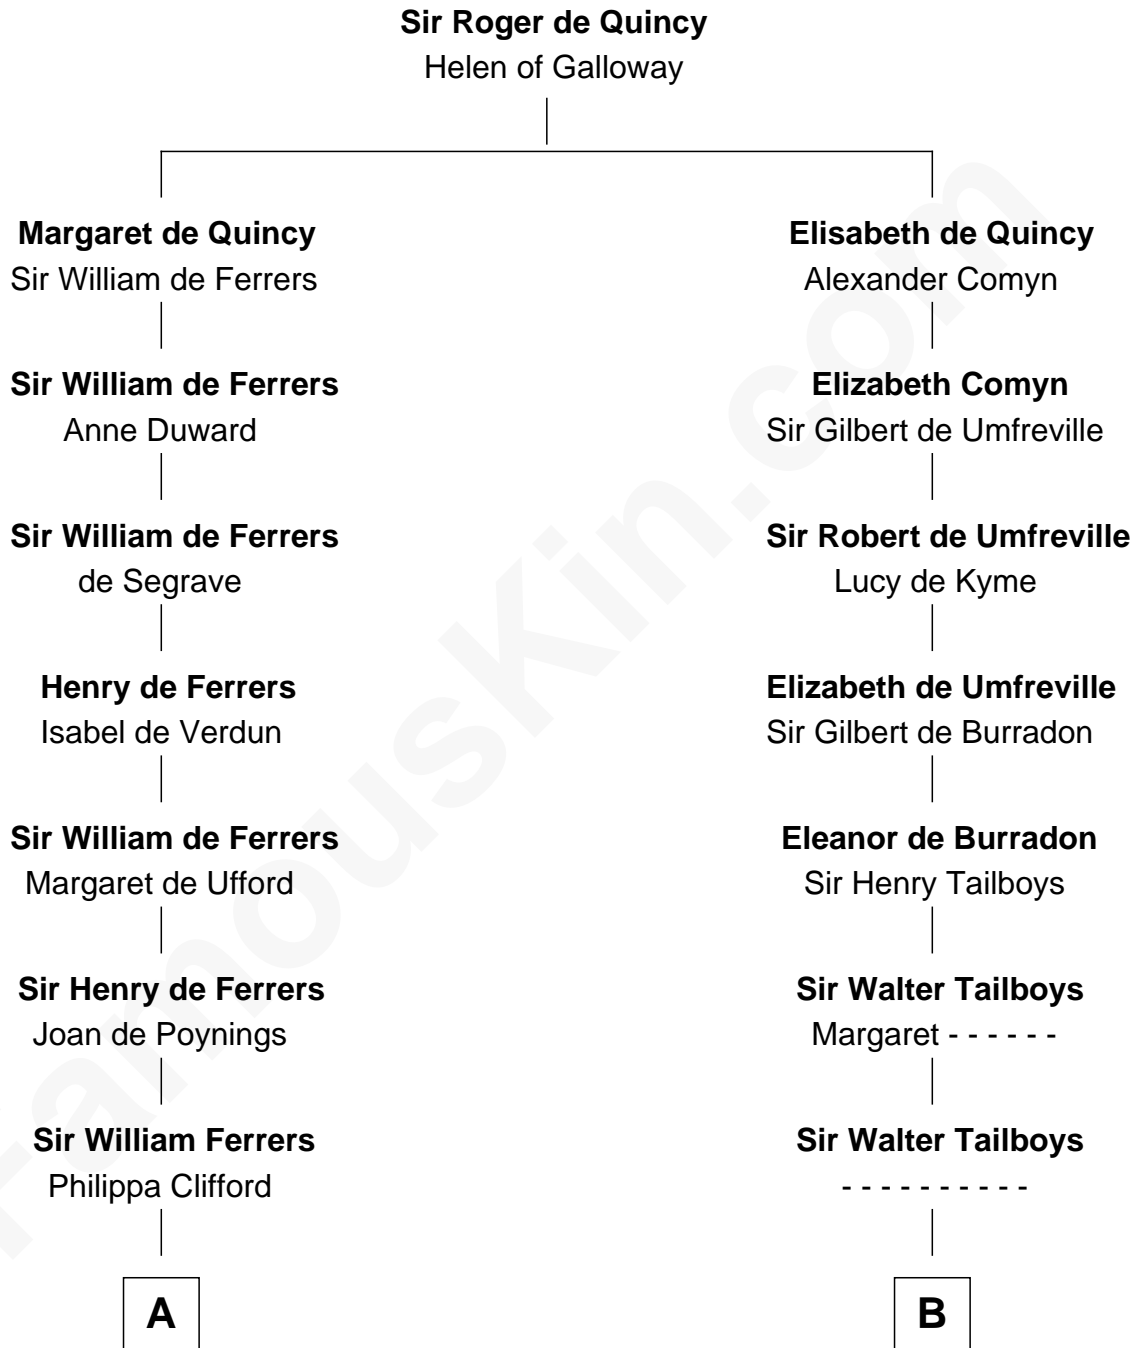 Sir Roger de Quincy
Helen of Galloway
Margaret de Quincy
Sir William de Ferrers
Elisabeth de Quincy
Alexander Comyn
Sir William de Ferrers
Anne Duward
Elizabeth Comyn
Sir Gilbert de Umfreville
Sir William de Ferrers
de Segrave
Sir Robert de Umfreville
Lucy de Kyme
Henry de Ferrers
Isabel de Verdun
Elizabeth de Umfreville
Sir Gilbert de Burradon
Sir William de Ferrers
Margaret de Ufford
Eleanor de Burradon
Sir Henry Tailboys
Sir Henry de Ferrers
Joan de Poynings
Sir Walter Tailboys
Margaret - - - - - -
Sir William Ferrers
Philippa Clifford
Sir Walter Tailboys
- - - - - - - - - -
A
B
FamousKin.com